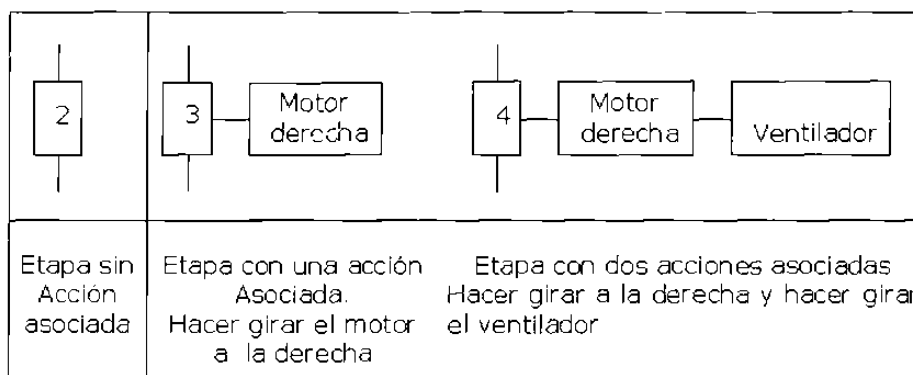 2
3
Motor
derecha
4
Motor
derecha
Ventilador
Etapa sin
Acción
asociada
Etapa con una acción
Asociada.
Hacer girar el motor
a la derecha
Etapa con dos acciones asociadas
Hacer girar a la derecha y hacer girar
el ventilador